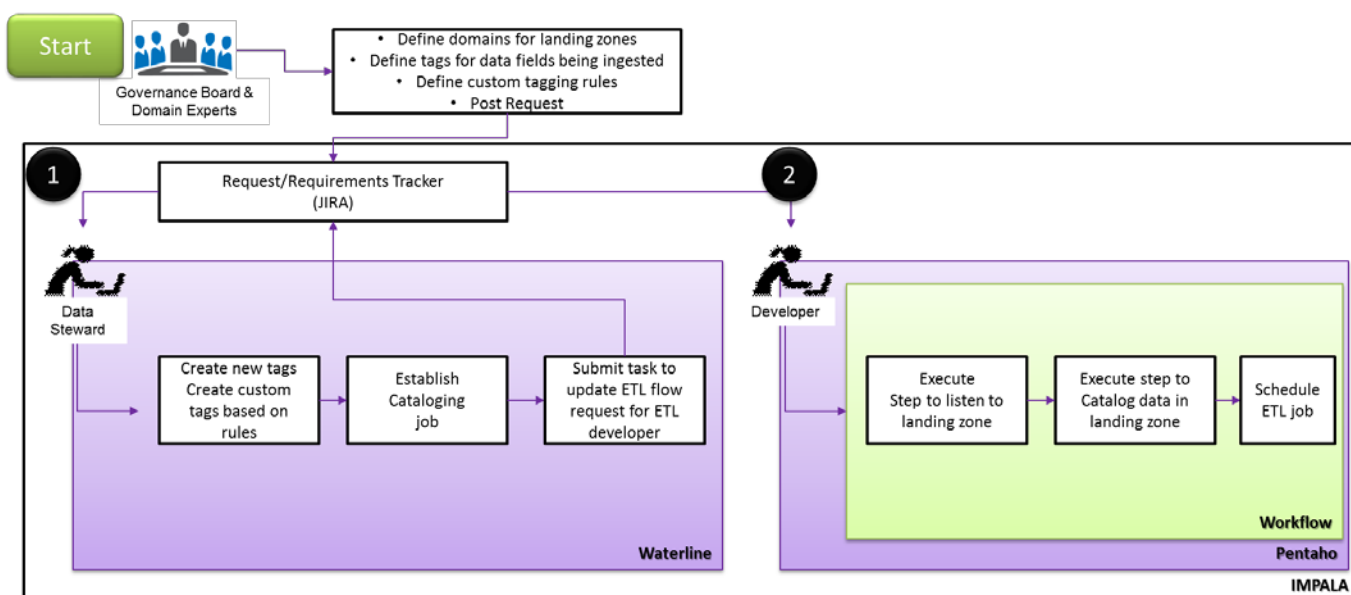 Start
Governance Board &
Domain Experts
• Define domains for landing zones
• Define tags for data fields being ingested
• Define custom tagging rules
• Post Request
1
Request/Requirements Tracker
(JIRA)
2
Data
Steward
Create new tags
Create custom
tags based on
rules
Establish
Cataloging
job
Submit task to
update ETL flow
request for ETL
developer
Waterline
Developer
Execute
Step to listen to
landing zone
Execute step to
Catalog data in
landing zone
Schedule
ETL job
Workflow
Pentaho
IMPALA